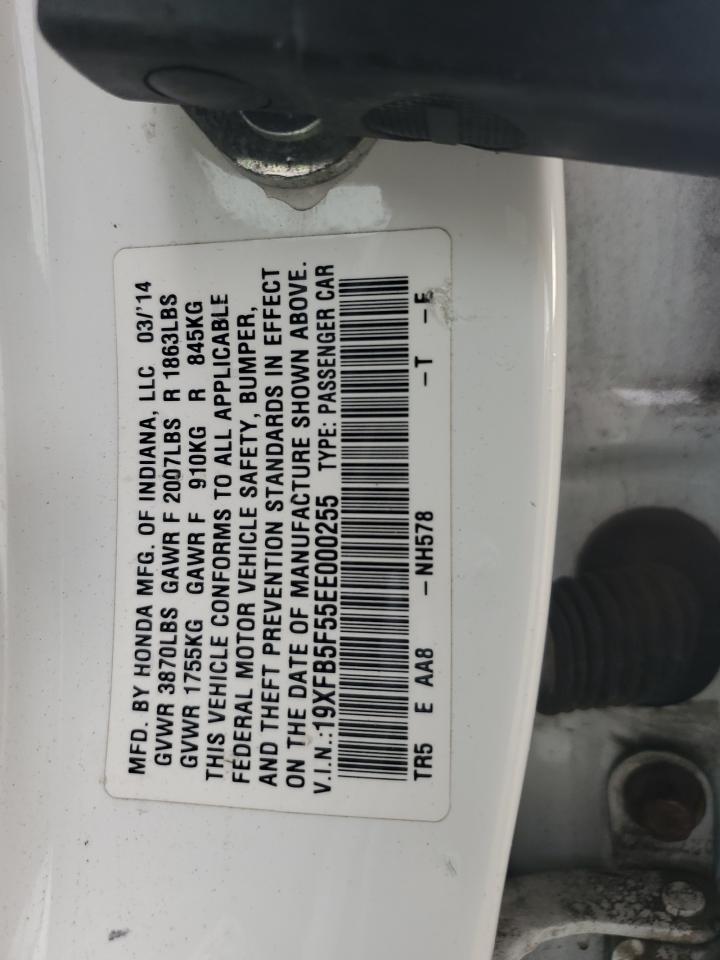 MFD. BY HONDA MFG. OF INDIANA, LLC 03/'14
GVWR 3870LBS GAWR F 2007LBS R 1863LBS
GVWR 1755KG GAWR F 910KG R 845KG
THIS VEHICLE CONFORMS TO ALL APPLICABLE
FEDERAL MOTOR VEHICLE SAFETY, BUMPER,
AND THEFT PREVENTION STANDARDS IN EFFECT
ON THE DATE OF MANUFACTURE SHOWN ABOVE.
V.I.N.:19XFB5F55EE000255 TYPE: PASSENGER CAR
TR5 E AA8 -NH578 -T -E